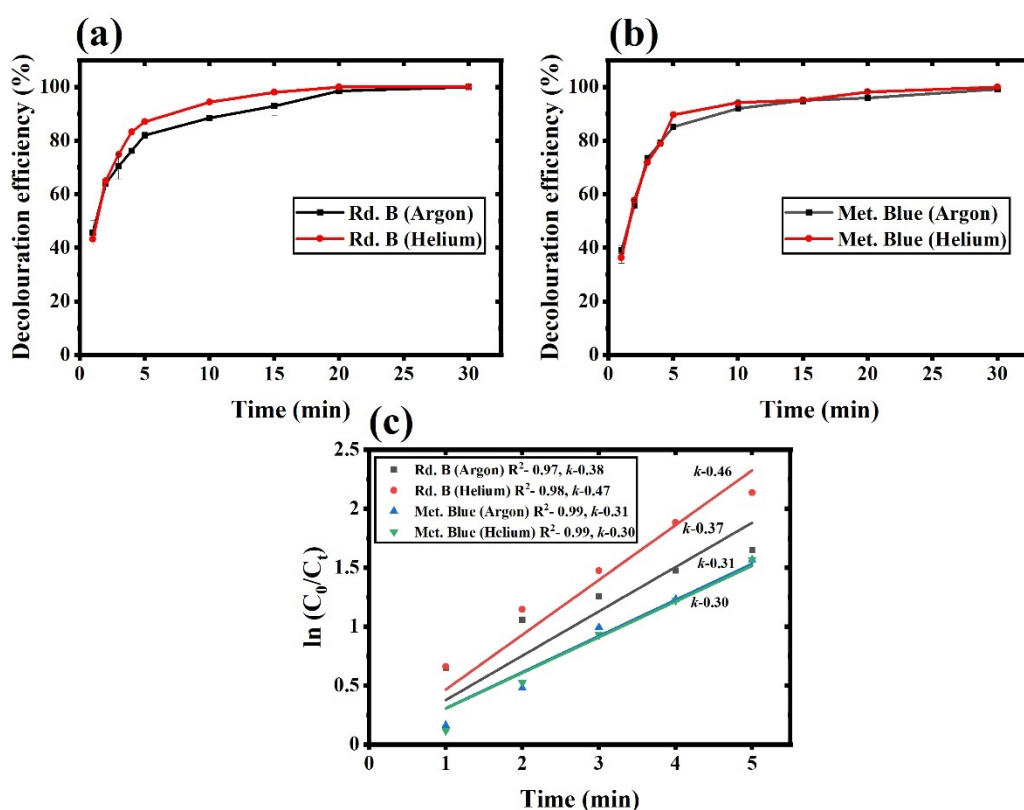 (a)
Decolouration efficiency (%)
100
80
60
40
20
0
Rd. B (Argon)
Rd. B (Helium)
0 5 10 15 20 25 30
Time (min)
(b)
Decolouration efficiency (%)
100
80
60
40
20
0
Met. Blue (Argon)
Met. Blue (Helium)
0 5 10 15 20 25 30
Time (min)
(c)
ln (C₀/Cₜ)
2.5
2.0
1.5
1.0
0.5
0
Rd. B (Argon) R²- 0.97, k-0.38
Rd. B (Helium) R²- 0.98, k-0.47
Met. Blue (Argon) R²- 0.99, k-0.31
Met. Blue (Helium) R²- 0.99, k-0.30
k-0.46
k-0.37
k-0.31
k-0.30
0 1 2 3 4 5
Time (min)